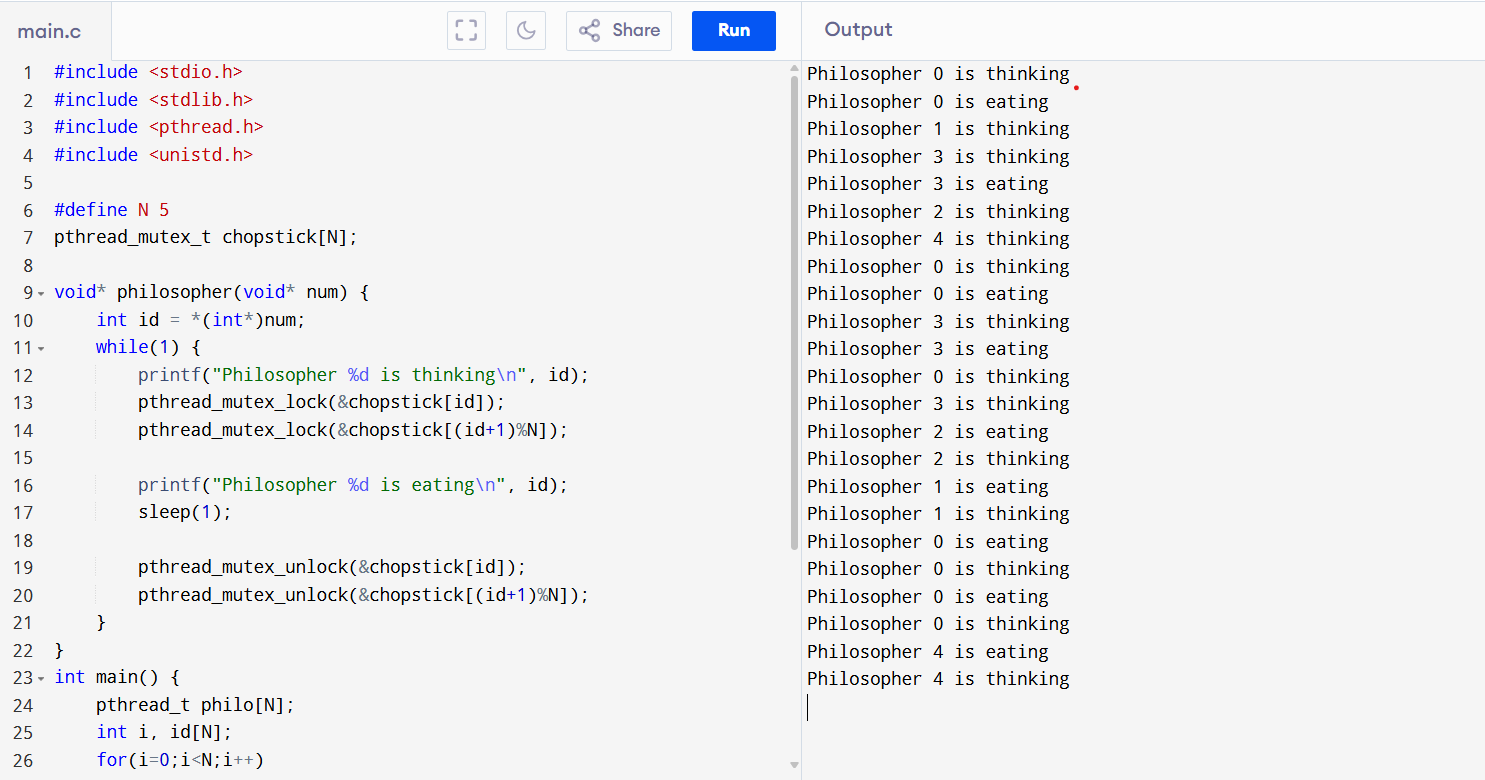 main.c
Share
Run
Output
1 #include <stdio.h>
2 #include <stdlib.h>
3 #include <pthread.h>
4 #include <unistd.h>
5
6 #define N 5
7 pthread_mutex_t chopstick[N];
8
9 void* philosopher(void* num) {
10     int id = *(int*)num;
11     while(1) {
12         printf("Philosopher %d is thinking\n", id);
13         pthread_mutex_lock(&chopstick[id]);
14         pthread_mutex_lock(&chopstick[(id+1)%N]);
15
16         printf("Philosopher %d is eating\n", id);
17         sleep(1);
18
19         pthread_mutex_unlock(&chopstick[id]);
20         pthread_mutex_unlock(&chopstick[(id+1)%N]);
21     }
22 }
23 int main() {
24     pthread_t philo[N];
25     int i, id[N];
26     for(i=0;i<N;i++)
Philosopher 0 is thinking
Philosopher 0 is eating
Philosopher 1 is thinking
Philosopher 3 is thinking
Philosopher 3 is eating
Philosopher 2 is thinking
Philosopher 4 is thinking
Philosopher 0 is thinking
Philosopher 0 is eating
Philosopher 3 is thinking
Philosopher 3 is eating
Philosopher 0 is thinking
Philosopher 3 is thinking
Philosopher 2 is eating
Philosopher 2 is thinking
Philosopher 1 is eating
Philosopher 1 is thinking
Philosopher 0 is eating
Philosopher 0 is thinking
Philosopher 0 is eating
Philosopher 0 is thinking
Philosopher 4 is eating
Philosopher 4 is thinking